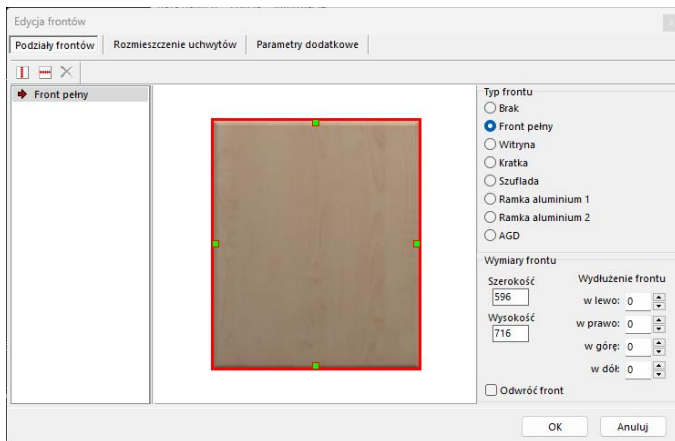 Edycja frontów
Podziały frontów
Rozmieszczenie uchwytów
Parametry dodatkowe
Front pełny
Typ frontu
Brak
Front pełny
Witryna
Kratka
Szuflada
Ramka aluminium 1
Ramka aluminium 2
AGD
Wymiary frontu
Szerokość
596
Wysokość
716
Wydłużenie frontu
w lewo: 0
w prawo: 0
w górę: 0
w dół: 0
Odwróć front
OK
Anuluj